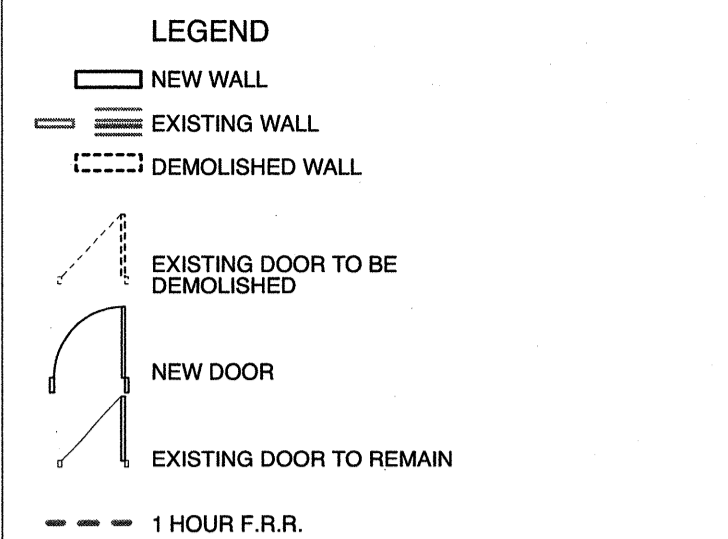 LEGEND
NEW WALL
EXISTING WALL
DEMOLISHED WALL
EXISTING DOOR TO BE
DEMOLISHED
NEW DOOR
EXISTING DOOR TO REMAIN
1 HOUR F.R.R.